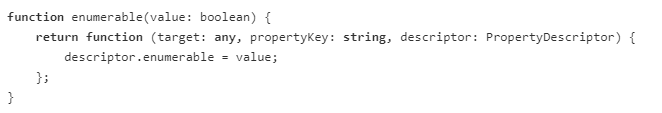 function enumerable(value: boolean) {
    return function (target: any, propertyKey: string, descriptor: PropertyDescriptor) {
        descriptor.enumerable = value;
    };
}